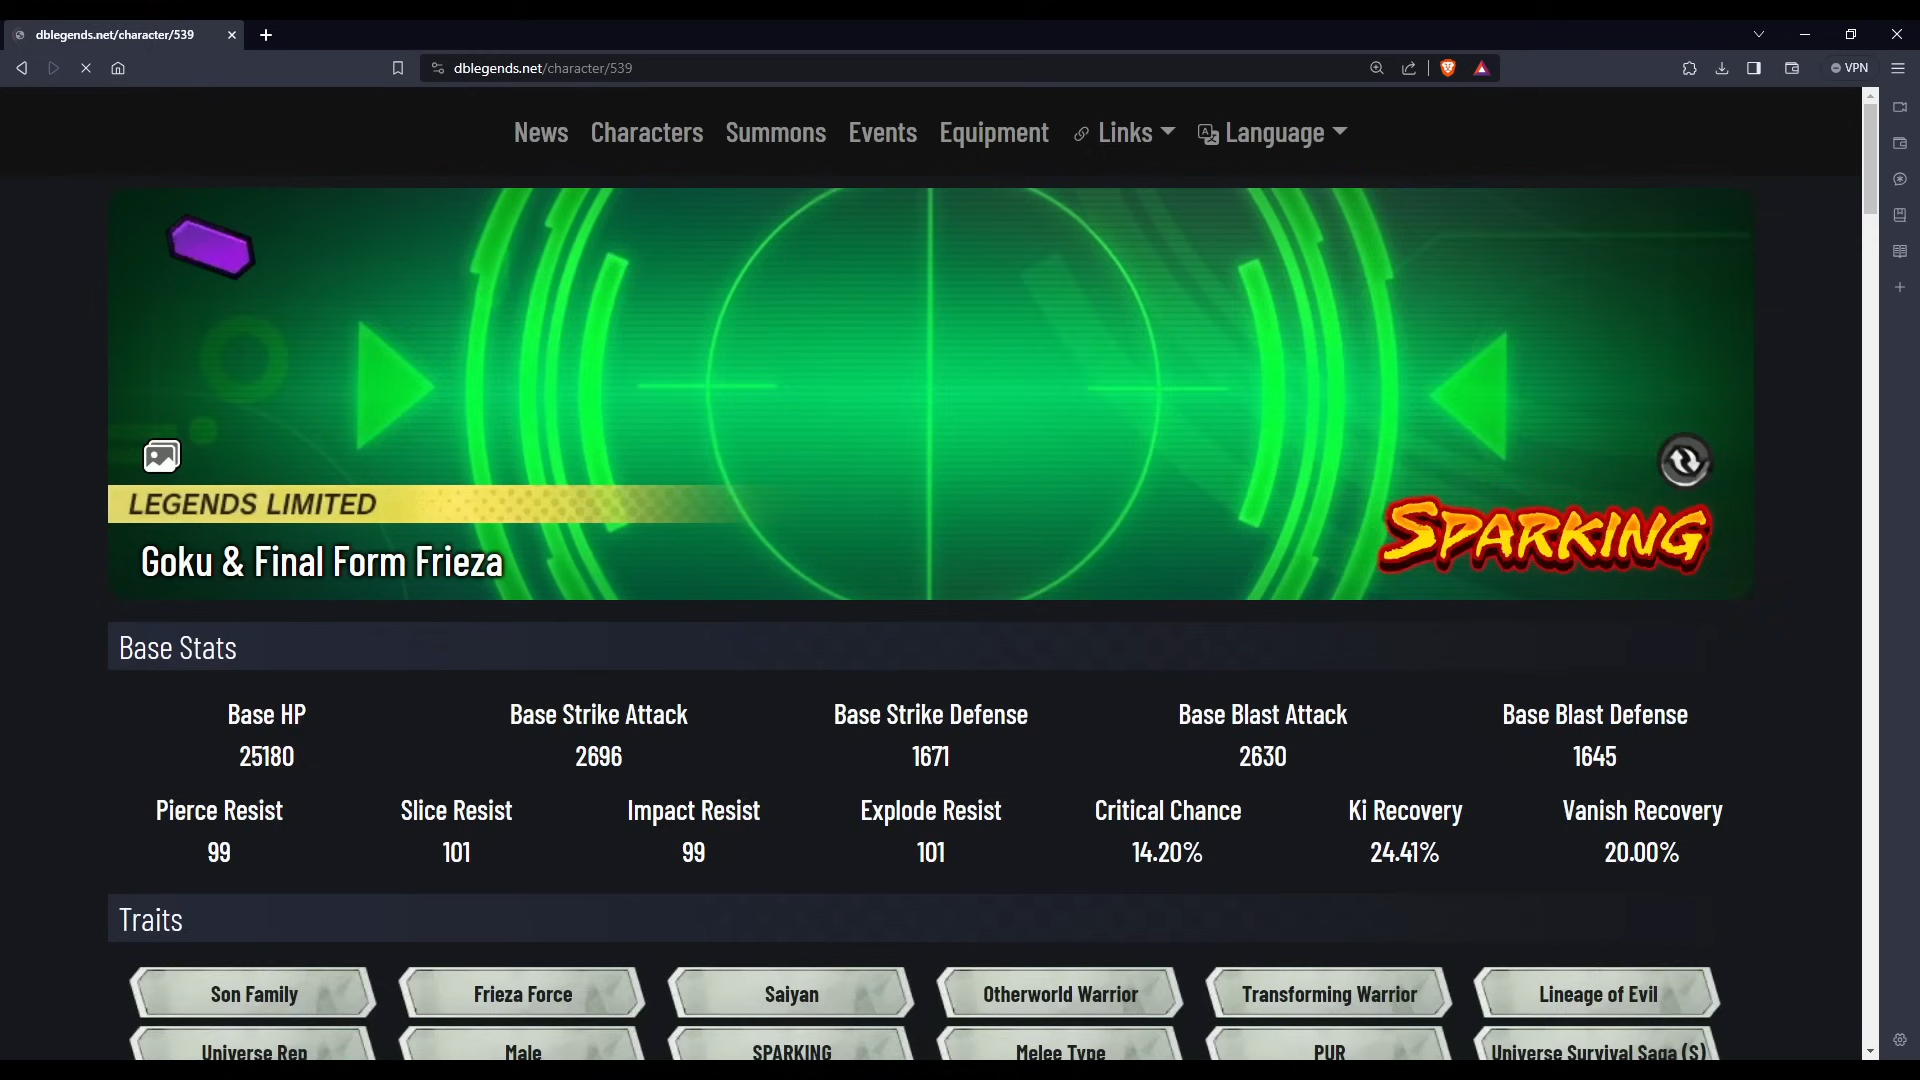 dblegends.net/character/539
dblegends.net/character/539
VPN
News Characters Summons Events Equipment Links Language
LEGENDS LIMITED
Goku & Final Form Frieza
SPARKING
Base Stats
Base HP Base Strike Attack Base Strike Defense Base Blast Attack Base Blast Defense
25180 2696 1671 2630 1645
Pierce Resist Slice Resist Impact Resist Explode Resist Critical Chance Ki Recovery Vanish Recovery
99 101 99 101 14.20% 24.41% 20.00%
Traits
Son Family Frieza Force Saiyan Otherworld Warrior Transforming Warrior Lineage of Evil
Universe Rep Male SPARKING Melee Type PUR Universe Survival Saga (S)